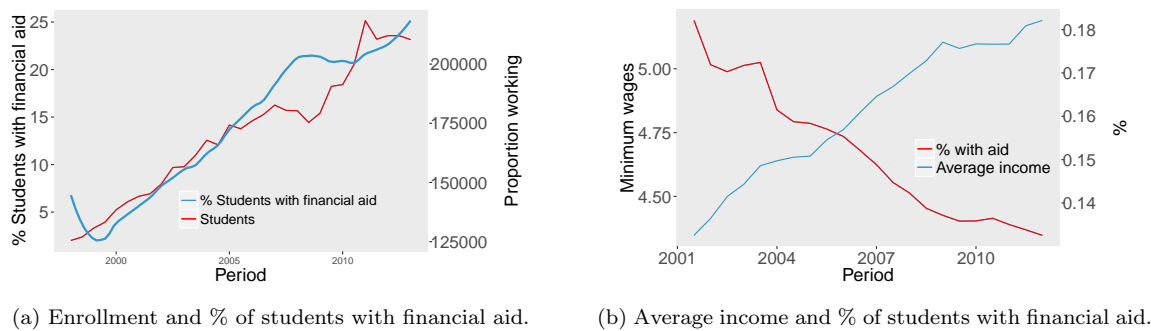 % Students with financial aid
25
20
15
10
5
200000
175000
150000
125000
Proportion working
% Students with financial aid
Students
2000
2005
2010
Period
(a) Enrollment and % of students with financial aid.
Minimum wages
5.00
4.75
4.50
0.18
0.17
0.16
0.15
0.14
%
% with aid
Average income
2001
2004
2007
2010
Period
(b) Average income and % of students with financial aid.